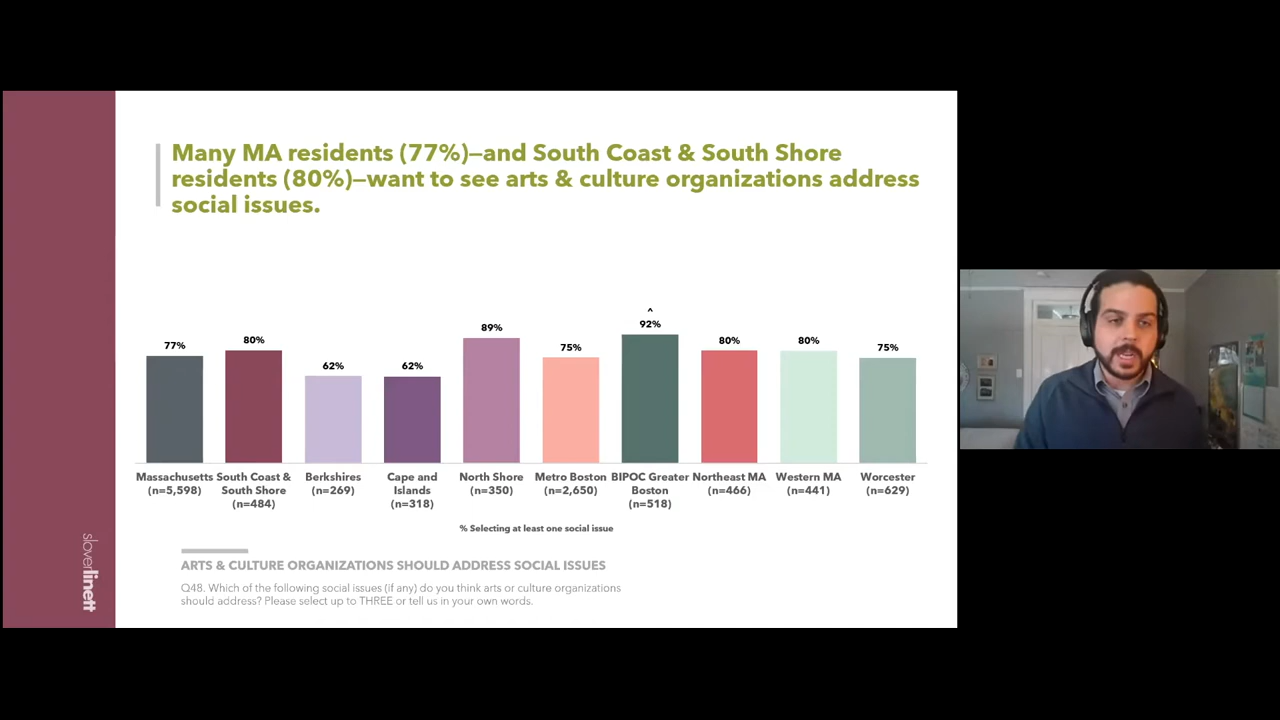 Many MA residents (77%)—and South Coast & South Shore
residents (80%)—want to see arts & culture organizations address
social issues.
^
77%
80%
62%
62%
89%
75%
92%
80%
80%
75%
Massachusetts
(n=5,598)
South Coast &
South Shore
(n=484)
Berkshires
(n=269)
Cape and
Islands
(n=318)
North Shore
(n=350)
Metro Boston
(n=2,650)
BIPOC Greater
Boston
(n=518)
Northeast MA
(n=466)
Western MA
(n=441)
Worcester
(n=629)
% Selecting at least one social issue
ARTS & CULTURE ORGANIZATIONS SHOULD ADDRESS SOCIAL ISSUES
Q48. Which of the following social issues (if any) do you think arts or culture organizations
should address? Please select up to THREE or tell us in your own words.
sloverlinett